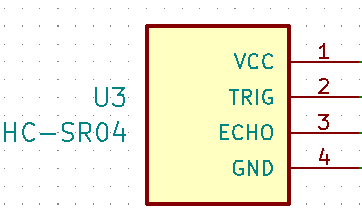 VCC 1
TRIG 2
U3
ECHO 3
HC-SR04
GND 4